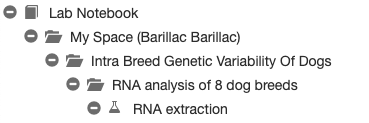 Lab Notebook
My Space (Barillac Barillac)
Intra Breed Genetic Variability Of Dogs
RNA analysis of 8 dog breeds
RNA extraction